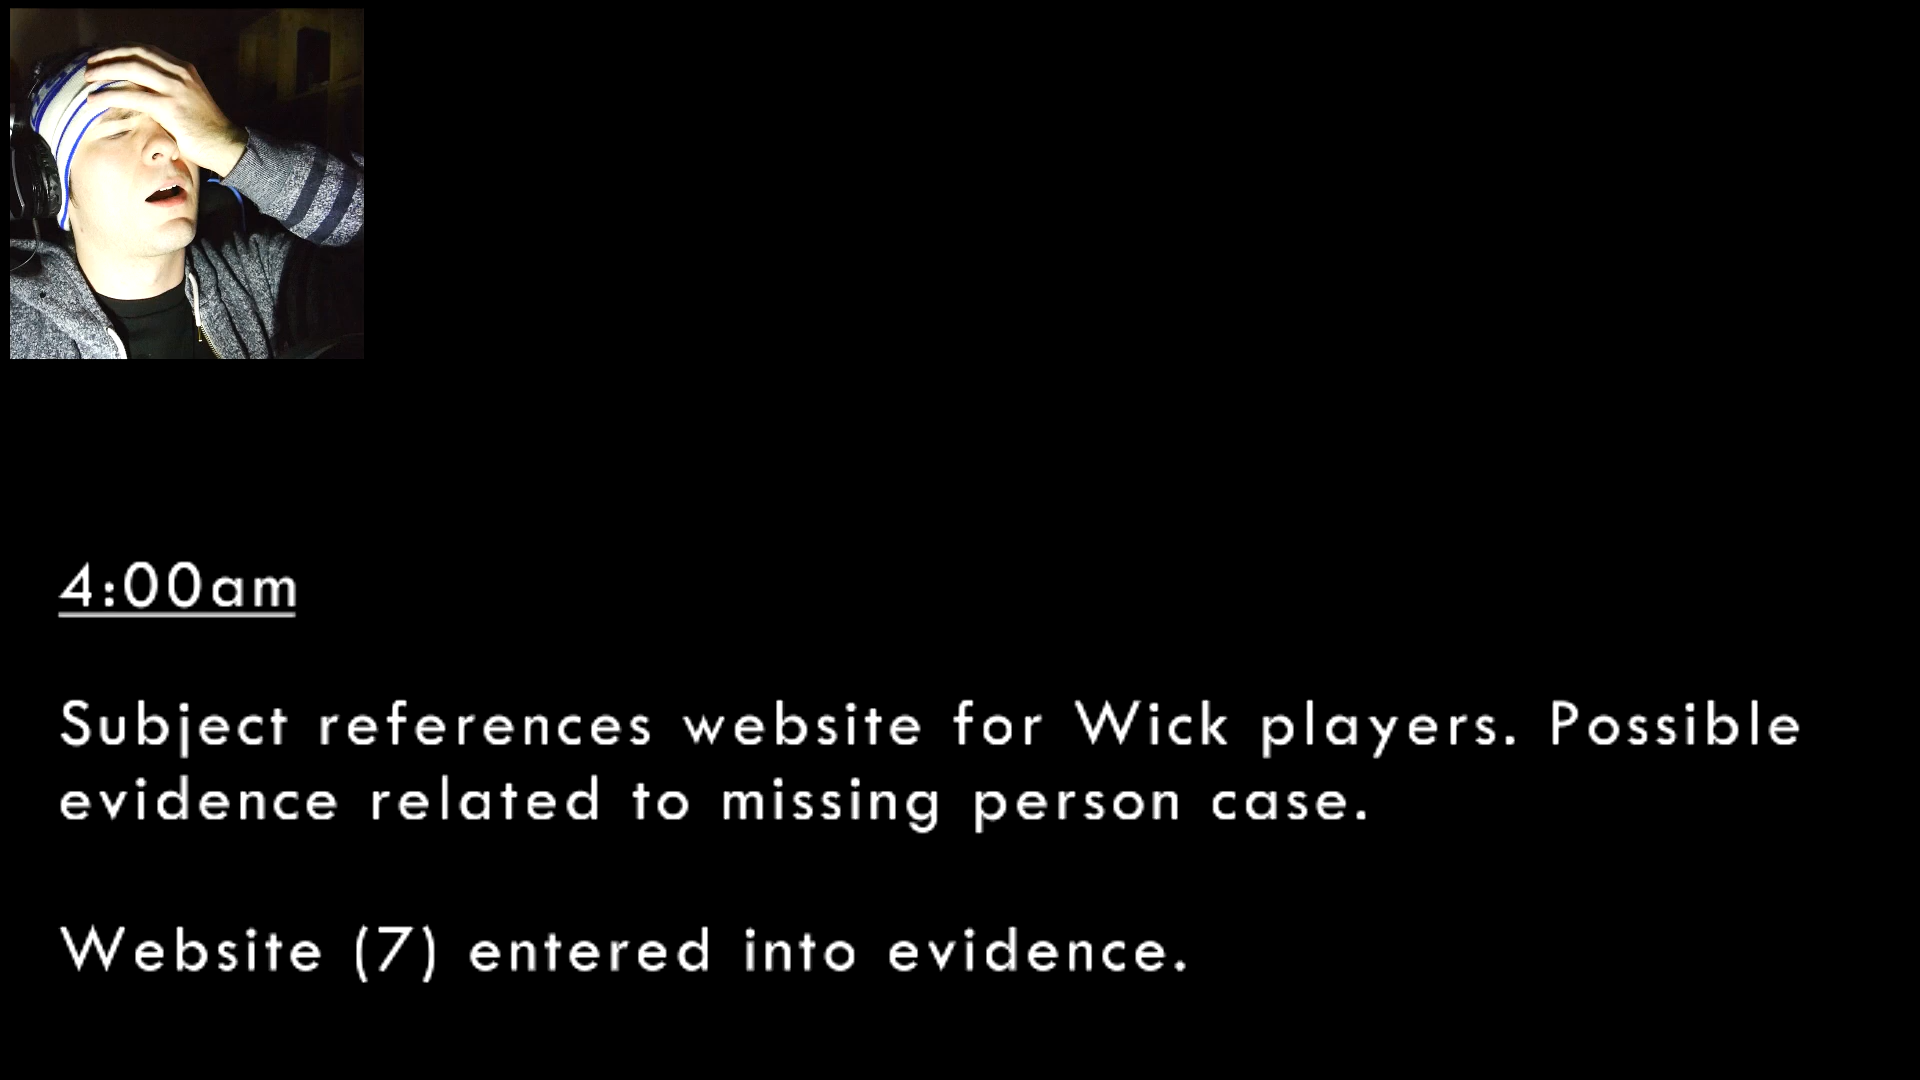 4:00am
Subject references website for Wick players. Possible
evidence related to missing person case.
Website (7) entered into evidence.